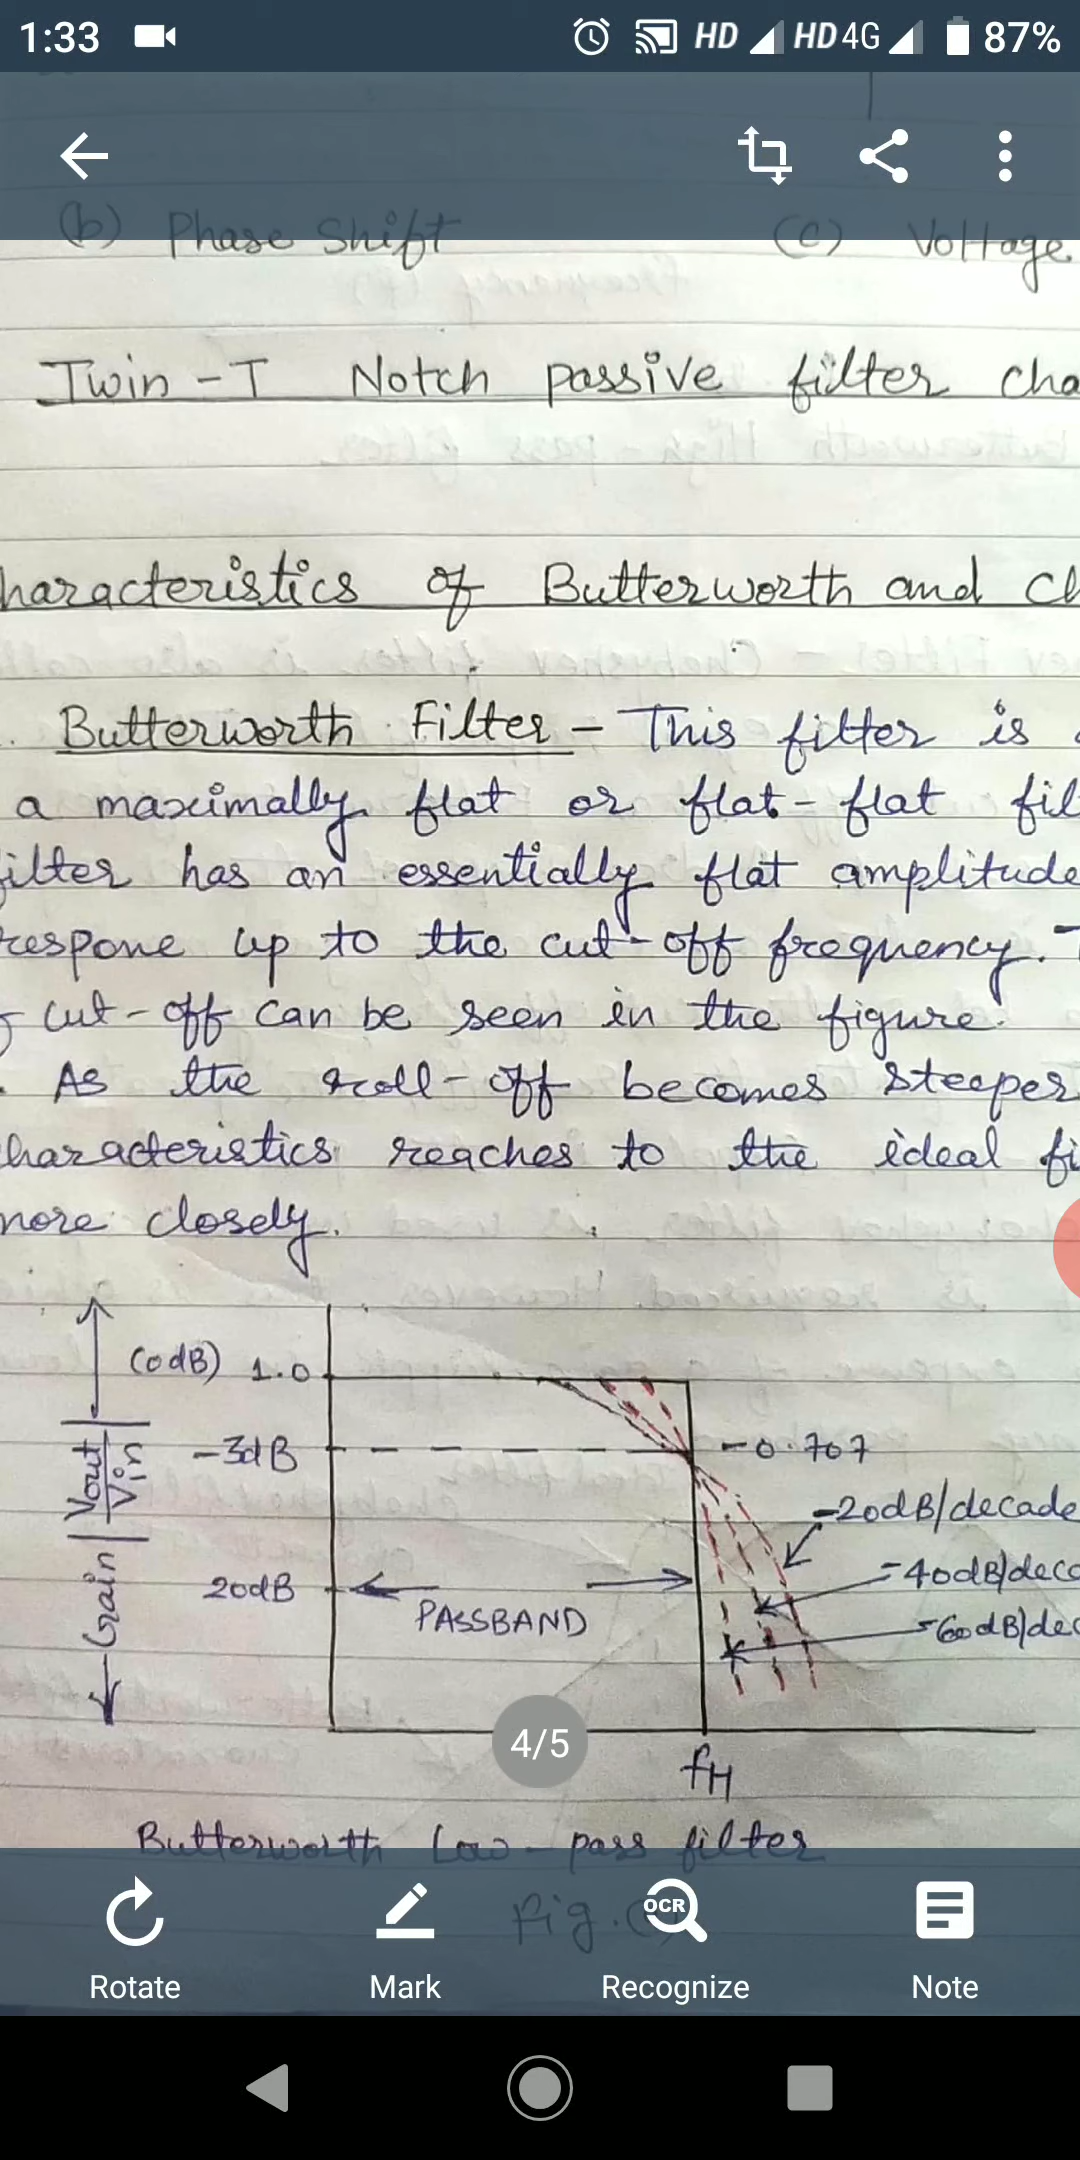 1:33 HD HD 4G 87%
(b) Phase Shift (c) Voltage
Twin-T Notch passive filter cha
haracteristics of Butterworth and Ch
Butterworth Filter - This filter is
a maximally flat or flat-flat fil
filter has an essentially flat amplitude
respone up to the cut-off frequency. T
cut-off can be seen in the figure.
As the roll-off becomes steeper
haracteristics reaches to the ideal fi
more closely.
(0dB) 1.0
-3dB -0.707
-20dB/decade
-40dB/deca
20dB
PASSBAND
-60dB/dec
Gain |Vout/Vin|
4/5
fH
Butterworth Low-pass filter
Fig.
OCR
Rotate Mark Recognize Note